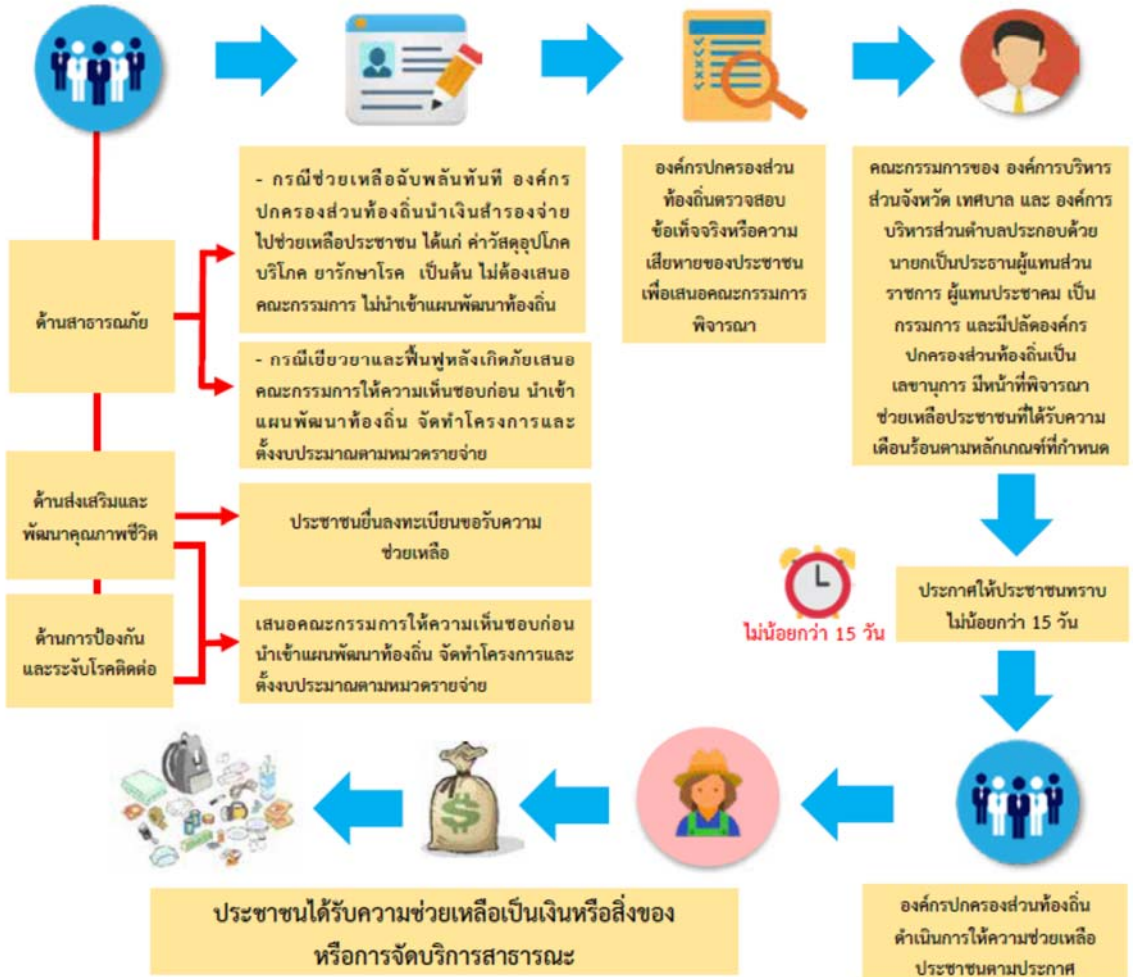 ด้านสาธารณภัย
- กรณีช่วยเหลือฉับพลันทันที องค์กร
ปกครองส่วนท้องถิ่นนำเงินสำรองจ่าย
ไปช่วยเหลือประชาชน ได้แก่ ค่าวัสดุอุปโภค
บริโภค ยารักษาโรค เป็นต้น ไม่ต้องเสนอ
คณะกรรมการ ไม่นำเข้าแผนพัฒนาท้องถิ่น
- กรณีเยียวยาและฟื้นฟูหลังเกิดภัยเสนอ
คณะกรรมการให้ความเห็นชอบก่อน นำเข้า
แผนพัฒนาท้องถิ่น จัดทำโครงการและ
ตั้งงบประมาณตามหมวดรายจ่าย
ด้านส่งเสริมและ
พัฒนาคุณภาพชีวิต
ประชาชนยื่นลงทะเบียนขอรับความ
ช่วยเหลือ
ด้านการป้องกัน
และระงับโรคติดต่อ
เสนอคณะกรรมการให้ความเห็นชอบก่อน
นำเข้าแผนพัฒนาท้องถิ่น จัดทำโครงการและ
ตั้งงบประมาณตามหมวดรายจ่าย
องค์กรปกครองส่วน
ท้องถิ่นตรวจสอบ
ข้อเท็จจริงหรือความ
เสียหายของประชาชน
เพื่อเสนอคณะกรรมการ
พิจารณา
คณะกรรมการของ องค์การบริหาร
ส่วนจังหวัด เทศบาล และ องค์การ
บริหารส่วนตำบลประกอบด้วย
นายกเป็นประธานผู้แทนส่วน
ราชการ ผู้แทนประชาคม เป็น
กรรมการ และมีปลัดองค์กร
ปกครองส่วนท้องถิ่นเป็น
เลขานุการ มีหน้าที่พิจารณา
ช่วยเหลือประชาชนที่ได้รับความ
เดือนร้อนตามหลักเกณฑ์ที่กำหนด
ไม่น้อยกว่า 15 วัน
ประกาศให้ประชาชนทราบ
ไม่น้อยกว่า 15 วัน
องค์กรปกครองส่วนท้องถิ่น
ดำเนินการให้ความช่วยเหลือ
ประชาชนตามประกาศ
ประชาชนได้รับความช่วยเหลือเป็นเงินหรือสิ่งของ
หรือการจัดบริการสาธารณะ